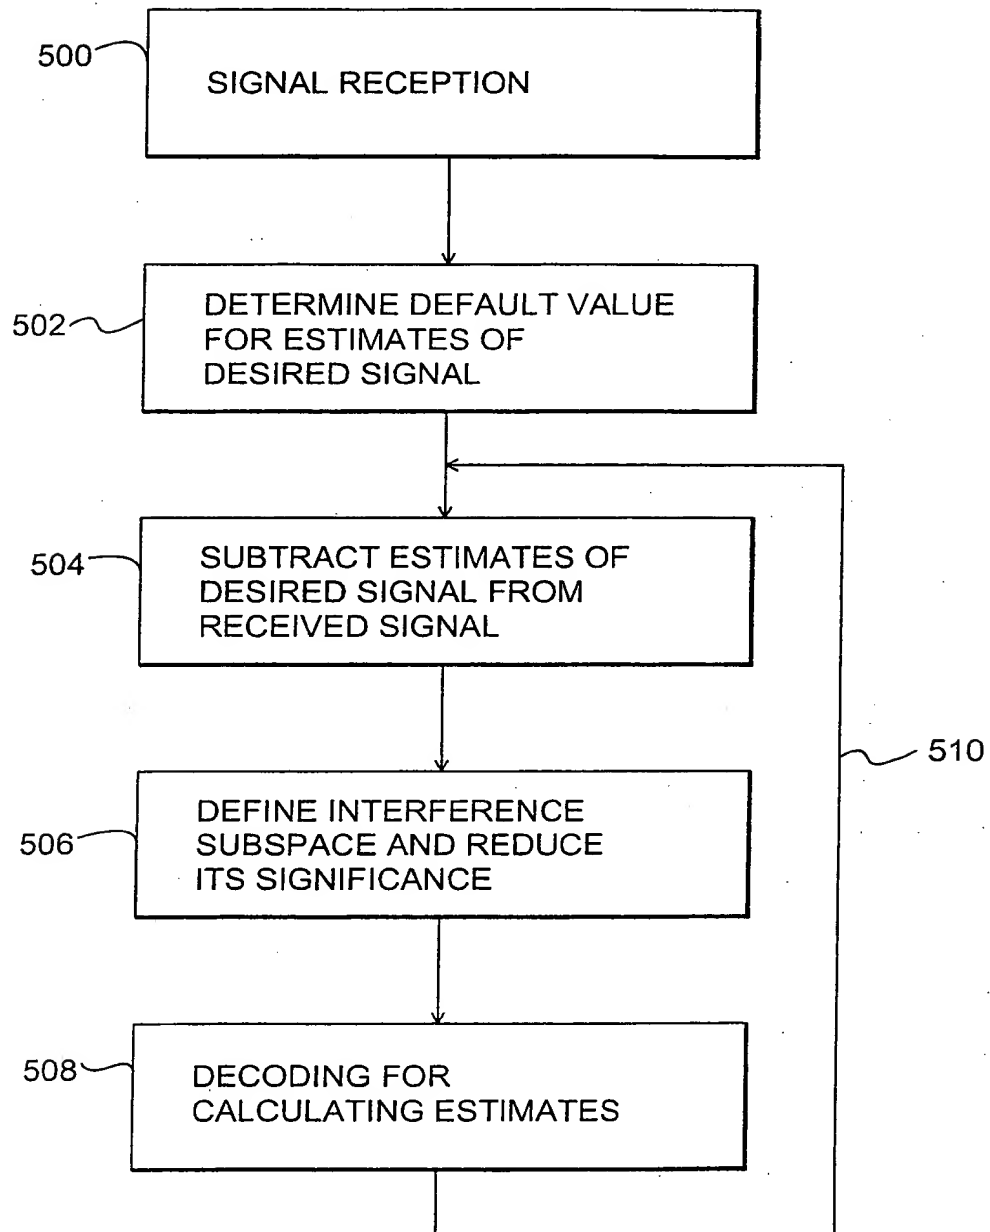 500
SIGNAL RECEPTION
502
DETERMINE DEFAULT VALUE
FOR ESTIMATES OF
DESIRED SIGNAL
504
SUBTRACT ESTIMATES OF
DESIRED SIGNAL FROM
RECEIVED SIGNAL
510
506
DEFINE INTERFERENCE
SUBSPACE AND REDUCE
ITS SIGNIFICANCE
508
DECODING FOR
CALCULATING ESTIMATES